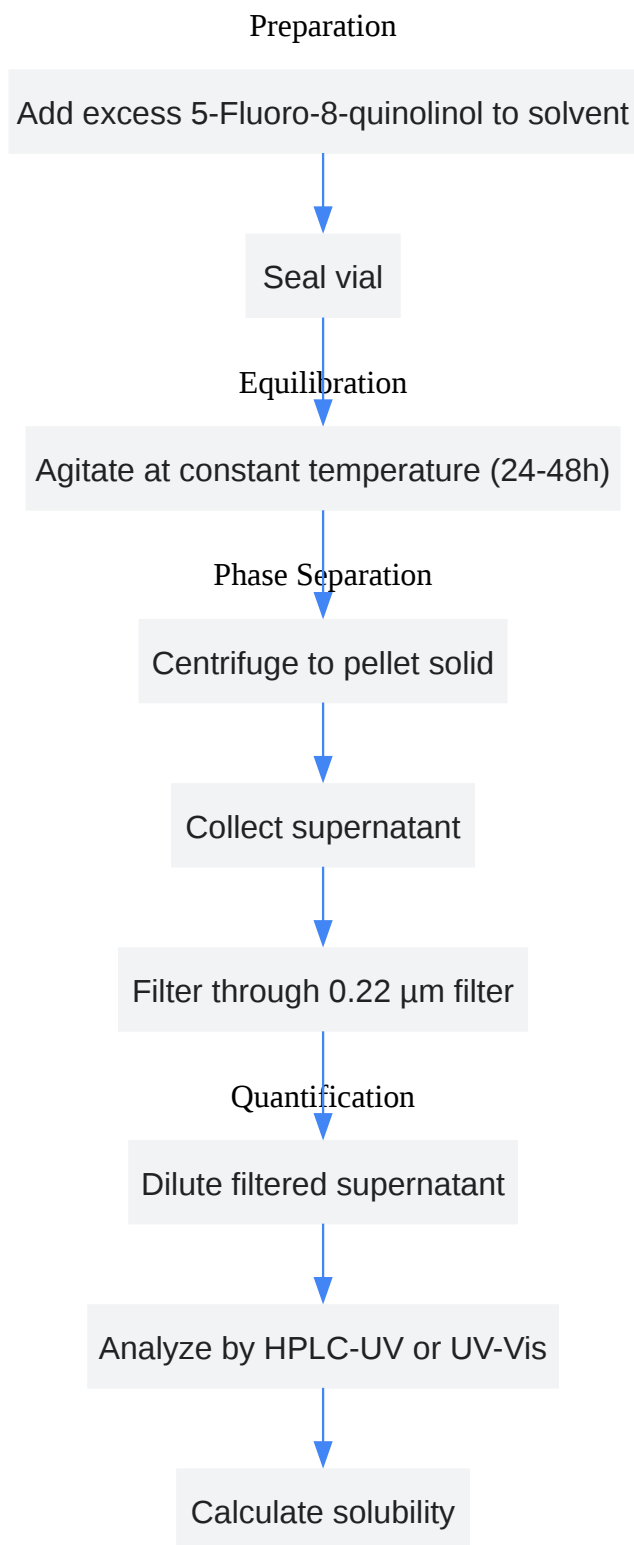 Preparation
Add excess 5-Fluoro-8-quinolinol to solvent
Seal vial
Equilibration
Agitate at constant temperature (24-48h)
Phase Separation
Centrifuge to pellet solid
Collect supernatant
Filter through 0.22 µm filter
Quantification
Dilute filtered supernatant
Analyze by HPLC-UV or UV-Vis
Calculate solubility